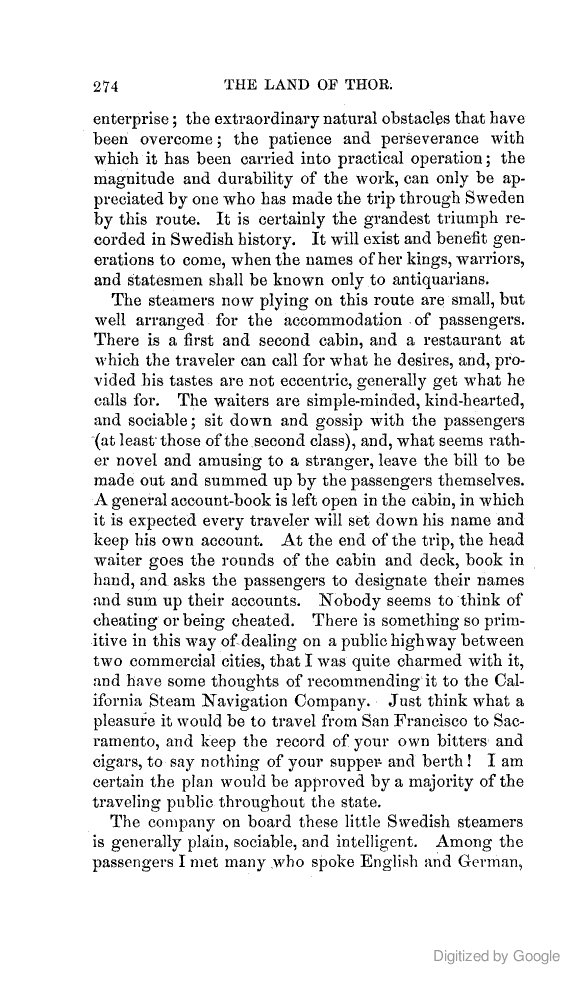 274 THE LAND OF THOR.
enterprise; the extraordinary natural obstacles that have
been overcome; the patience and perseverance with
which it has been carried into practical operation; the
magnitude and durability of the work, can only be ap-
preciated by one who has made the trip through Sweden
by this route. It is certainly the grandest triumph re-
corded in Swedish history. It will exist and benefit gen-
erations to come, when the names of her kings, warriors,
and statesmen shall be known only to antiquarians.
The steamers now plying on this route are small, but
well arranged for the accommodation of passengers.
There is a first and second cabin, and a restaurant at
which the traveler can call for what he desires, and, pro-
vided his tastes are not eccentric, generally get what he
calls for. The waiters are simple-minded, kind-hearted,
and sociable; sit down and gossip with the passengers
(at least those of the second class), and, what seems rath-
er novel and amusing to a stranger, leave the bill to be
made out and summed up by the passengers themselves.
A general account-book is left open in the cabin, in which
it is expected every traveler will set down his name and
keep his own account. At the end of the trip, the head
waiter goes the rounds of the cabin and deck, book in
hand, and asks the passengers to designate their names
and sum up their accounts. Nobody seems to think of
cheating or being cheated. There is something so prim-
itive in this way of dealing on a public highway between
two commercial cities, that I was quite charmed with it,
and have some thoughts of recommending it to the Cal-
ifornia Steam Navigation Company. Just think what a
pleasure it would be to travel from San Francisco to Sac-
ramento, and keep the record of your own bitters and
cigars, to say nothing of your supper and berth! I am
certain the plan would be approved by a majority of the
traveling public throughout the state.
The company on board these little Swedish steamers
is generally plain, sociable, and intelligent. Among the
passengers I met many who spoke English and German,
Digitized by Google